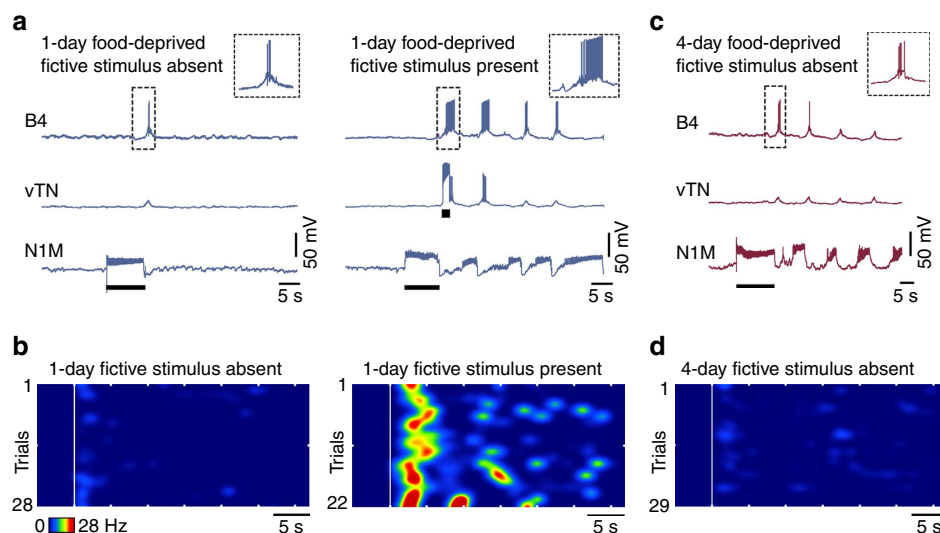 a
1-day food-deprived
fictive stimulus absent
1-day food-deprived
fictive stimulus present
c
4-day food-deprived
fictive stimulus absent
B4
B4
vTN
vTN
N1M
N1M
50 mV
5 s
50 mV
5 s
50 mV
5 s
b
1-day fictive stimulus absent
1-day fictive stimulus present
d
4-day fictive stimulus absent
1
Trials
28
1
Trials
22
1
Trials
29
0
28 Hz
5 s
5 s
5 s